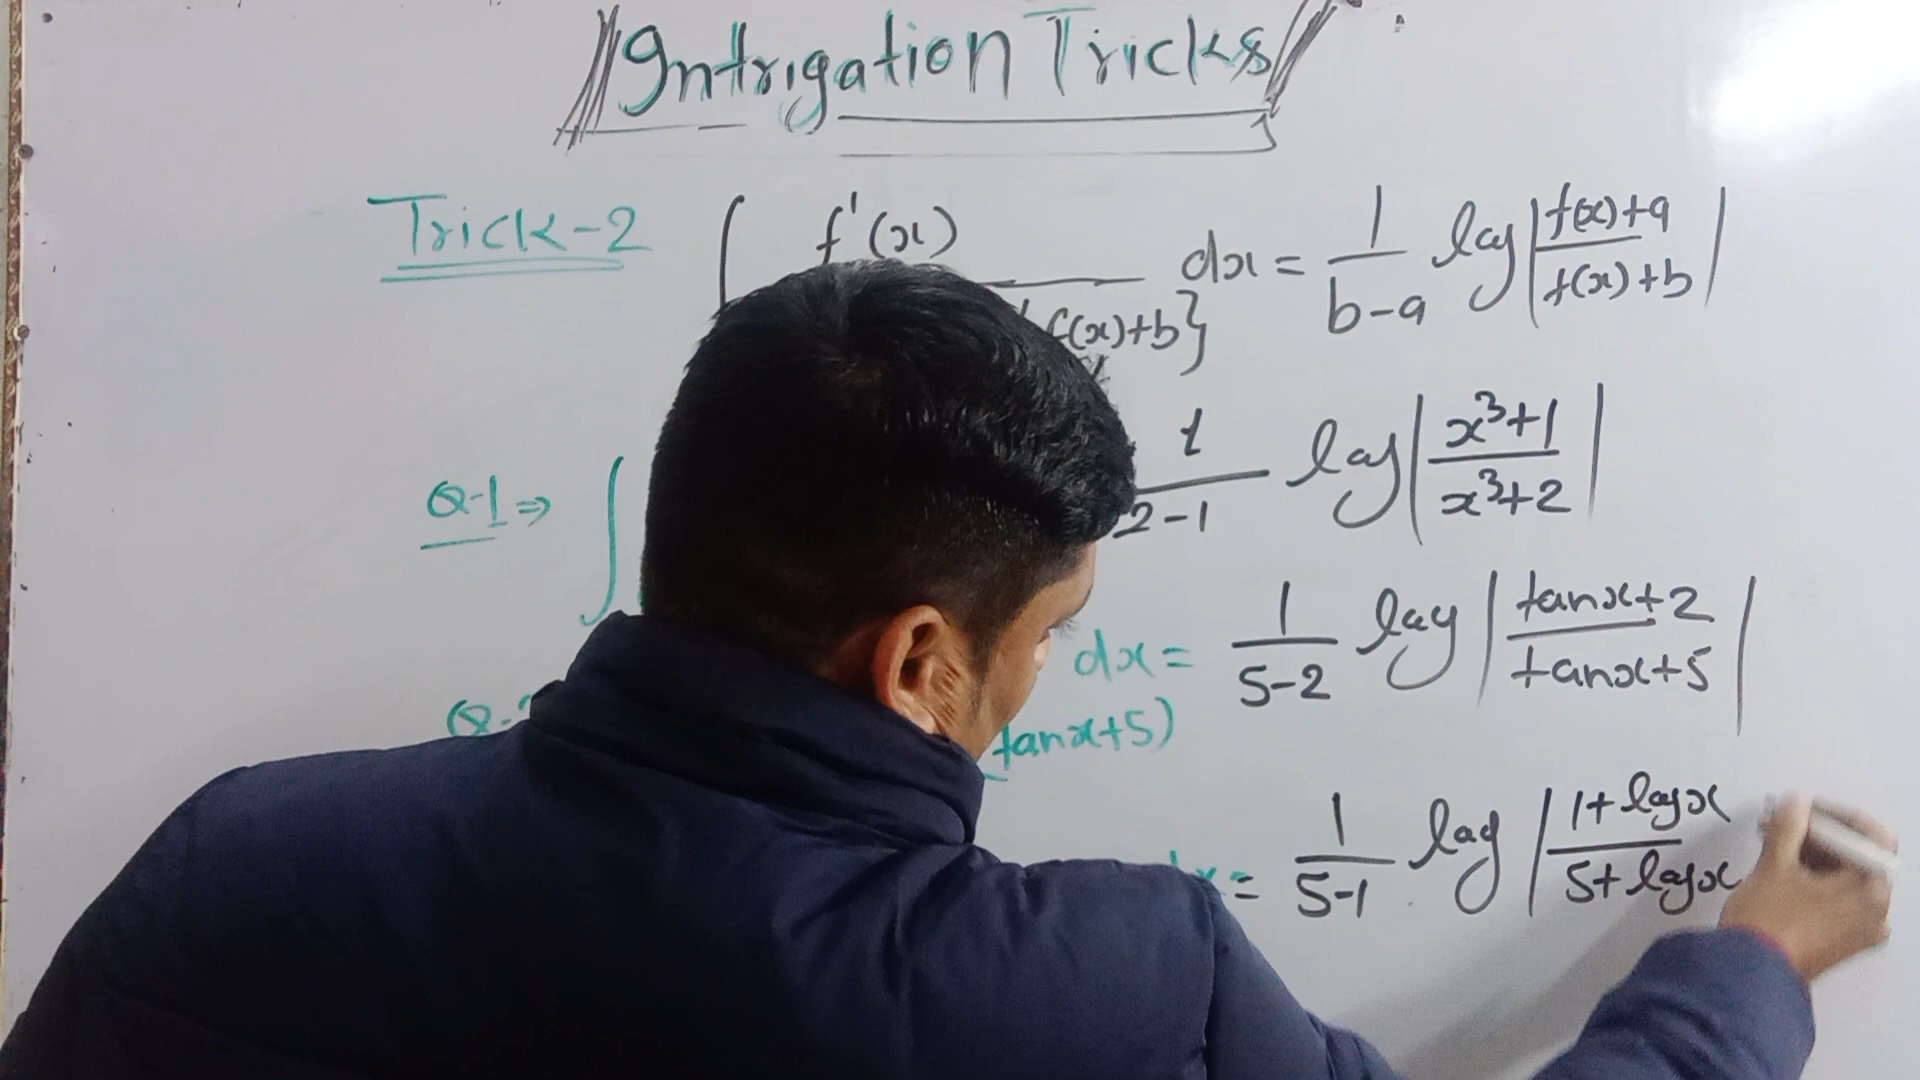 Intrigation Tricks
Trick-2 ∫ f'(x) / f(x)+b} dx = 1/(b-a) log |(f(x)+a)/(f(x)+b)|
Q-1 ⇒ ∫ 1/(2-1) log |(x³+1)/(x³+2)|
Q- (tanx+5) dx = 1/(5-2) log |(tanx+2)/(tanx+5)|
= 1/(5-1) log |(1+logx)/(5+logx)